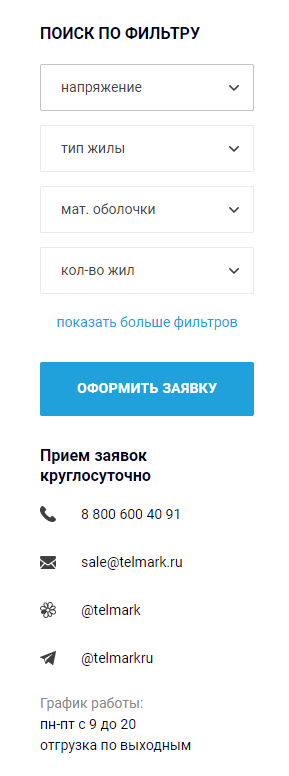 ПОИСК ПО ФИЛЬТРУ
напряжение
тип жилы
мат. оболочки
кол-во жил
показать больше фильтров
ОФОРМИТЬ ЗАЯВКУ
Прием заявок
круглосуточно
8 800 600 40 91
sale@telmark.ru
@telmark
@telmarkru
График работы:
пн-пт с 9 до 20
отгрузка по выходным